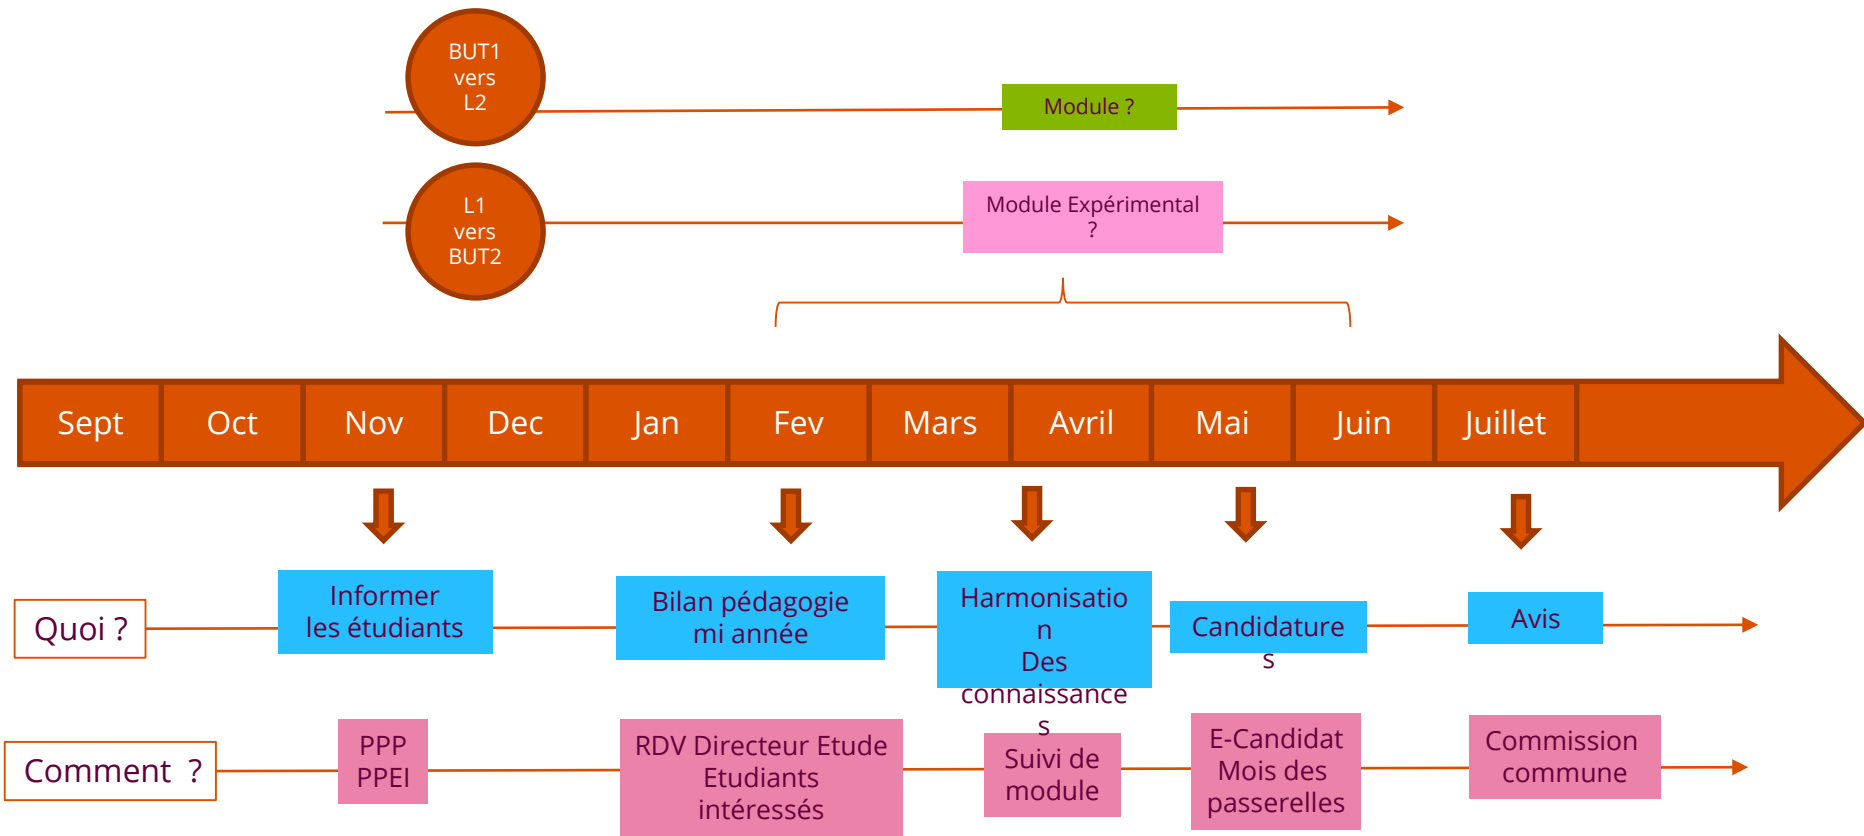 BUT1
vers
L2
Module ?
L1
vers
BUT2
Module Expérimental
?
Sept Oct Nov Dec Jan Fev Mars Avril Mai Juin Juillet
Quoi ?
Informer
les étudiants
Bilan pédagogie
mi année
Harmonisatio
n
Des
connaissance
s
Candidature
s
Avis
Comment ?
PPP
PPEI
RDV Directeur Etude
Etudiants
intéressés
Suivi de
module
E-Candidat
Mois des
passerelles
Commission
commune